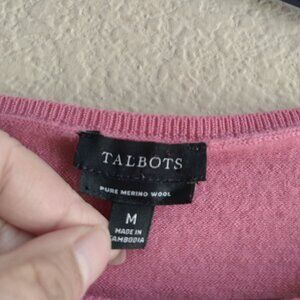 TALBOTS
PURE MERINO WOOL
M
MADE IN
CAMBODIA